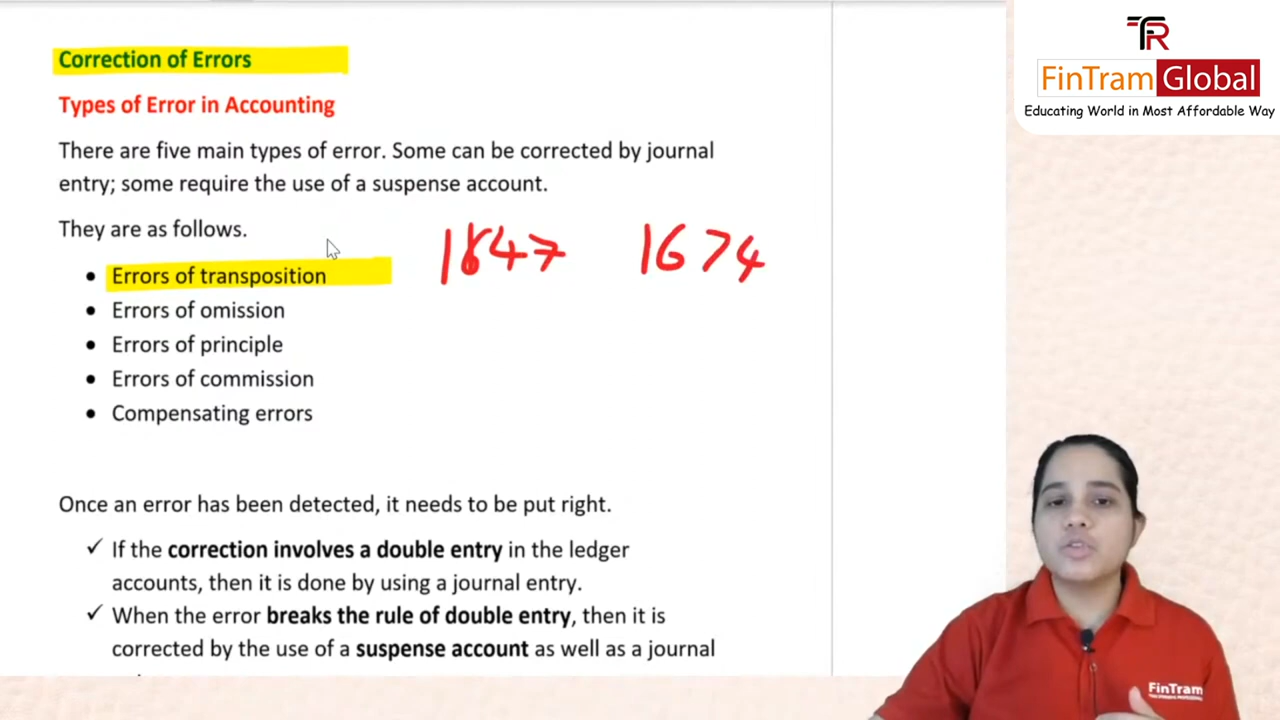 TR
FinTram Global
Educating World in Most Affordable Way
Correction of Errors
Types of Error in Accounting
There are five main types of error. Some can be corrected by journal
entry; some require the use of a suspense account.
They are as follows.
1647 1674
• Errors of transposition
• Errors of omission
• Errors of principle
• Errors of commission
• Compensating errors
Once an error has been detected, it needs to be put right.
✓ If the correction involves a double entry in the ledger
accounts, then it is done by using a journal entry.
✓ When the error breaks the rule of double entry, then it is
corrected by the use of a suspense account as well as a journal
FinTram